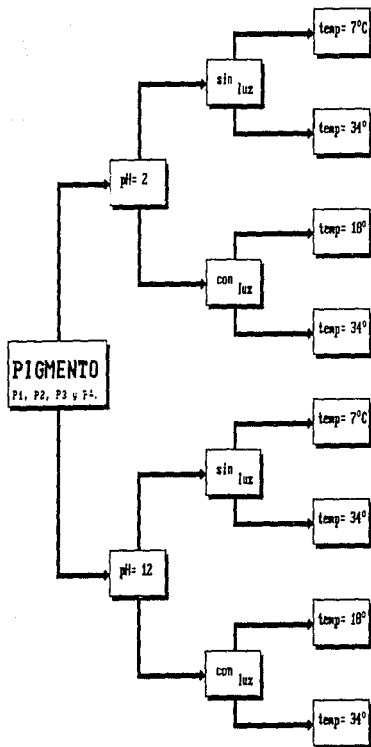 temp= 7°C
sin luz
temp= 34°
pH= 2
temp= 18°
con luz
temp= 34°
PIGMENTO
P1, P2, P3 y P4.
temp= 7°C
sin luz
temp= 34°
pH= 12
temp= 18°
con luz
temp= 34°